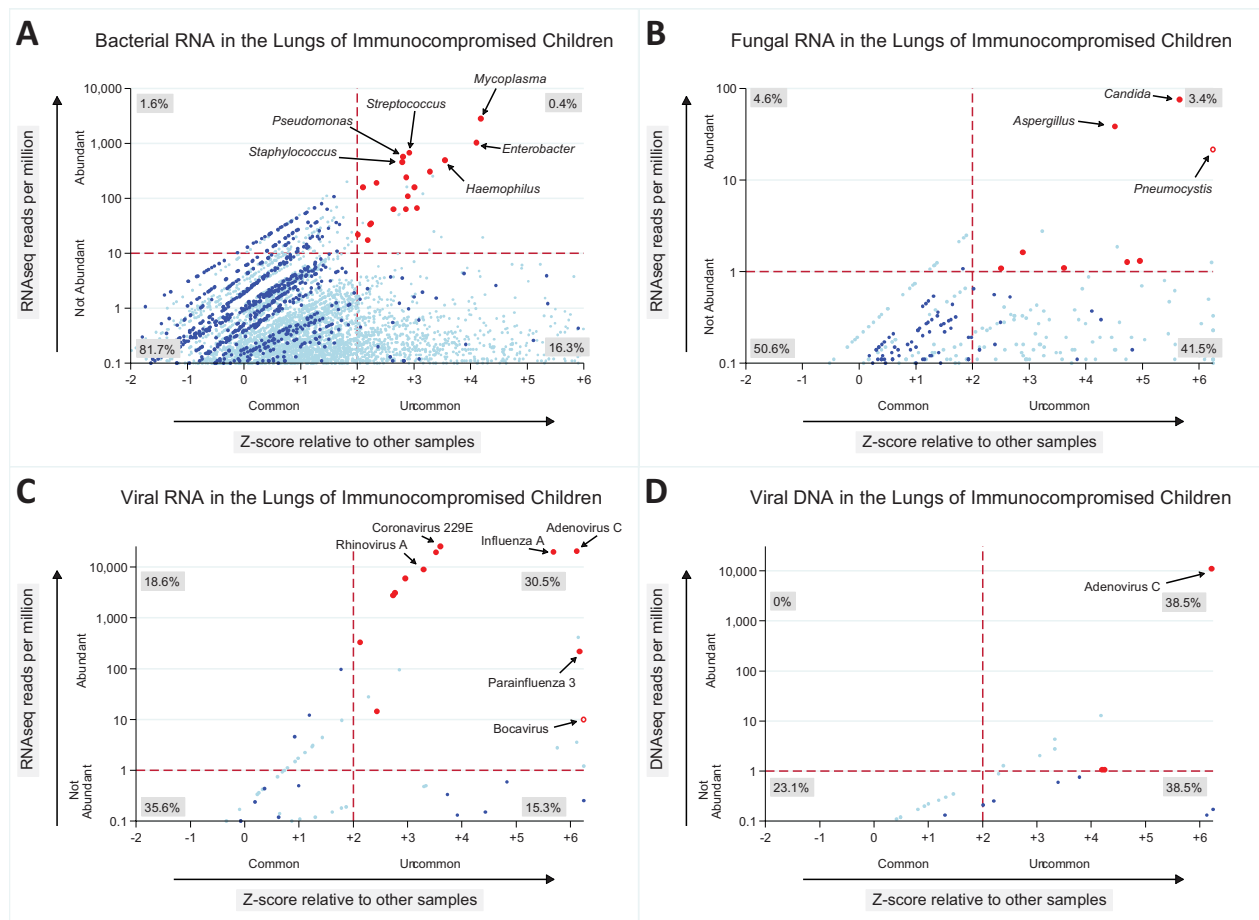 A
Bacterial RNA in the Lungs of Immunocompromised Children
RNAseq reads per million
Abundant
Not Abundant
10,000
1,000
100
10
1
0.1
1.6%
0.4%
81.7%
16.3%
Mycoplasma
Streptococcus
Pseudomonas
Staphylococcus
Enterobacter
Haemophilus
-2 -1 0 +1 +2 +3 +4 +5 +6
Common Uncommon
Z-score relative to other samples
B
Fungal RNA in the Lungs of Immunocompromised Children
RNAseq reads per million
Abundant
Not Abundant
100
10
1
0.1
4.6%
3.4%
50.6%
41.5%
Candida
Aspergillus
Pneumocystis
-2 -1 0 +1 +2 +3 +4 +5 +6
Common Uncommon
Z-score relative to other samples
C
Viral RNA in the Lungs of Immunocompromised Children
RNAseq reads per million
Abundant
Not
Abundant
10,000
1,000
100
10
1
0.1
18.6%
30.5%
35.6%
15.3%
Coronavirus 229E
Rhinovirus A
Influenza A
Adenovirus C
Parainfluenza 3
Bocavirus
-2 -1 0 +1 +2 +3 +4 +5 +6
Common Uncommon
Z-score relative to other samples
D
Viral DNA in the Lungs of Immunocompromised Children
DNAseq reads per million
Abundant
Not
Abundant
10,000
1,000
100
10
1
0.1
0%
38.5%
23.1%
38.5%
Adenovirus C
-2 -1 0 +1 +2 +3 +4 +5 +6
Common Uncommon
Z-score relative to other samples